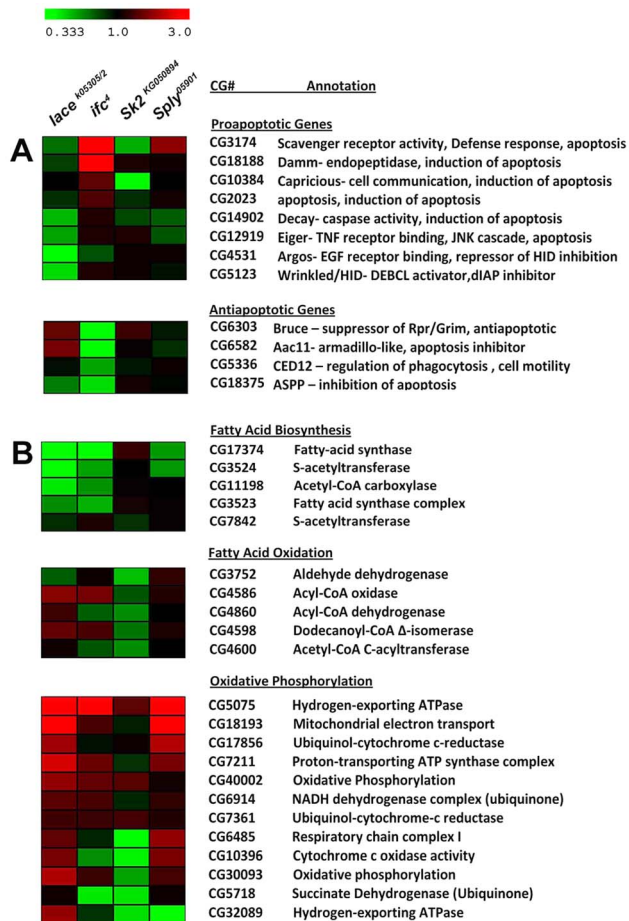 0.333 1.0 3.0
lace k05305/2 ifc4 Sk2 KG050894 Sply05901
CG# Annotation
A
Proapoptotic Genes
CG3174 Scavenger receptor activity, Defense response, apoptosis
CG18188 Damm- endopeptidase, induction of apoptosis
CG10384 Capricious- cell communication, induction of apoptosis
CG2023 apoptosis, induction of apoptosis
CG14902 Decay- caspase activity, induction of apoptosis
CG12919 Eiger- TNF receptor binding, JNK cascade, apoptosis
CG4531 Argos- EGF receptor binding, repressor of HID inhibition
CG5123 Wrinkled/HID- DEBCL activator,dIAP inhibitor
Antiapoptotic Genes
CG6303 Bruce – suppressor of Rpr/Grim, antiapoptotic
CG6582 Aac11- armadillo-like, apoptosis inhibitor
CG5336 CED12 – regulation of phagocytosis , cell motility
CG18375 ASPP – inhibition of apoptosis
B
Fatty Acid Biosynthesis
CG17374 Fatty-acid synthase
CG3524 S-acetyltransferase
CG11198 Acetyl-CoA carboxylase
CG3523 Fatty acid synthase complex
CG7842 S-acetyltransferase
Fatty Acid Oxidation
CG3752 Aldehyde dehydrogenase
CG4586 Acyl-CoA oxidase
CG4860 Acyl-CoA dehydrogenase
CG4598 Dodecanoyl-CoA Δ-isomerase
CG4600 Acetyl-CoA C-acyltransferase
Oxidative Phosphorylation
CG5075 Hydrogen-exporting ATPase
CG18193 Mitochondrial electron transport
CG17856 Ubiquinol-cytochrome c-reductase
CG7211 Proton-transporting ATP synthase complex
CG40002 Oxidative Phosphorylation
CG6914 NADH dehydrogenase complex (ubiquinone)
CG7361 Ubiquinol-cytochrome-c reductase
CG6485 Respiratory chain complex I
CG10396 Cytochrome c oxidase activity
CG30093 Oxidative phosphorylation
CG5718 Succinate Dehydrogenase (Ubiquinone)
CG32089 Hydrogen-exporting ATPase